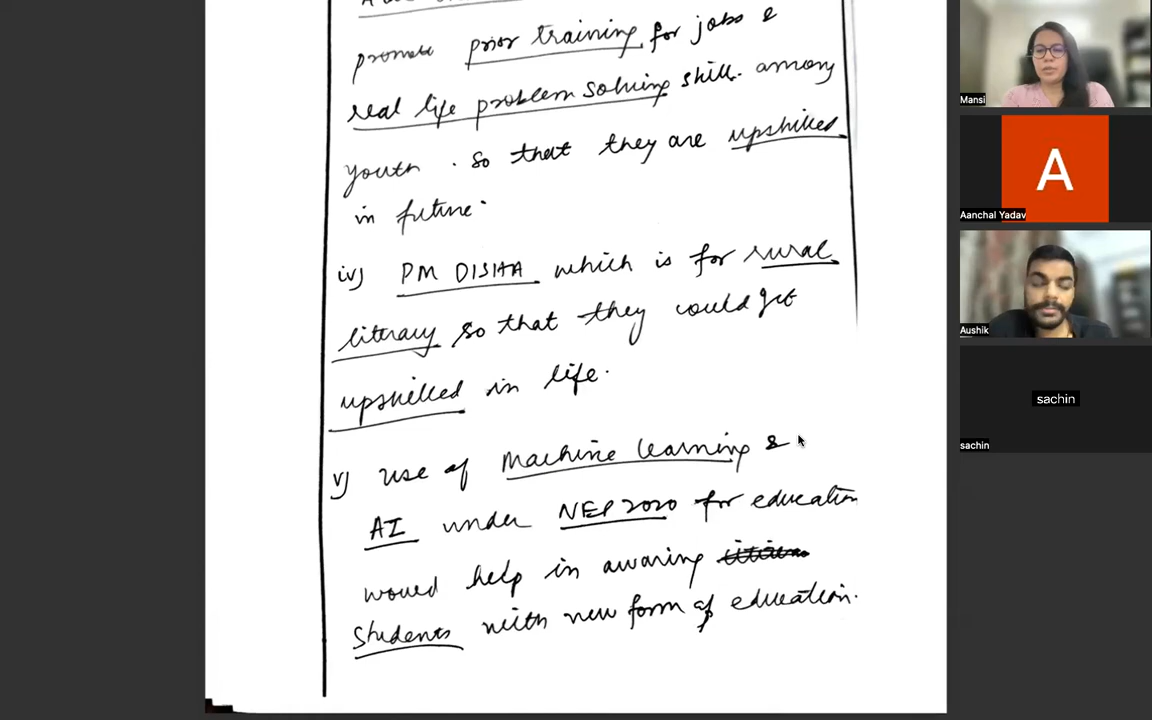 promote prior training for jobs &
real life problem solving skill. among
youth. so that they are upskilled
in future.
iv) PM DISHA which is for rural
literacy so that they could get
upskilled in life.
v) use of Machine learning &
AI under NEP 2020 for education
would help in awaring
students with new form of education.
Mansi
A
Aanchal Yadav
Aushik
sachin
sachin